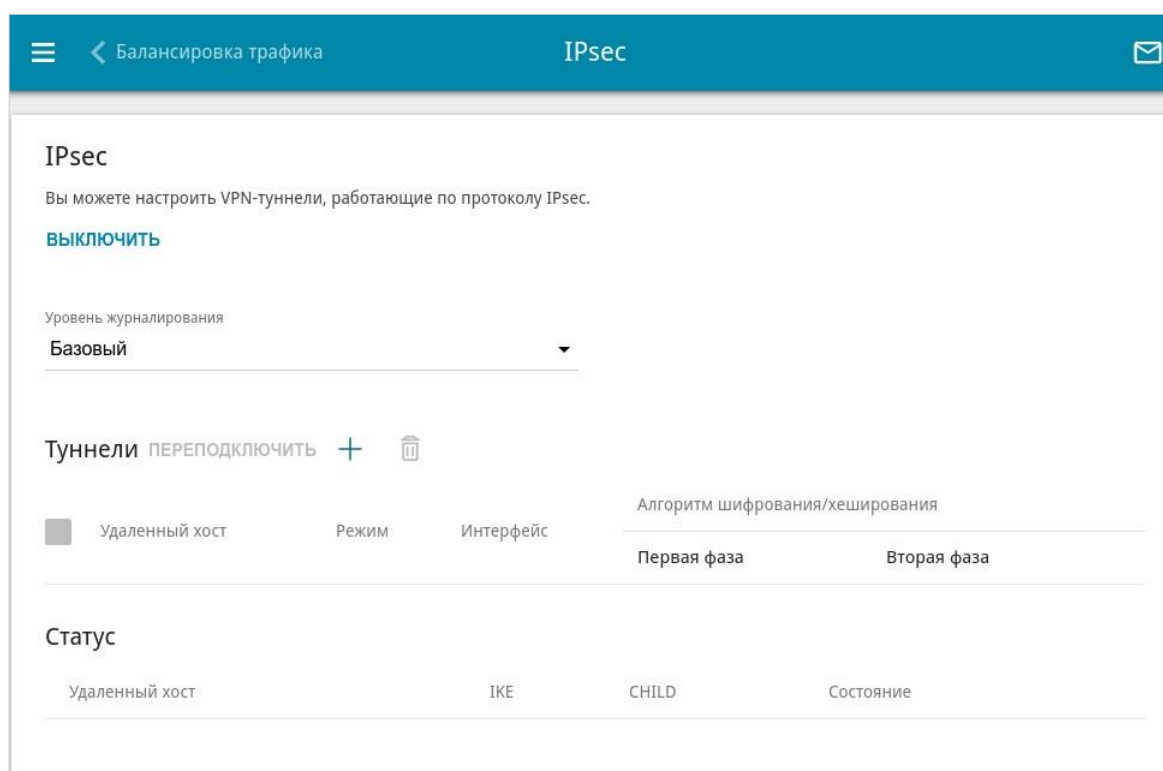 Балансировка трафика
IPsec
IPsec
Вы можете настроить VPN-туннели, работающие по протоколу IPsec.
ВЫКЛЮЧИТЬ
Уровень журналирования
Базовый
Туннели ПЕРЕПОДКЛЮЧИТЬ
Алгоритм шифрования/хеширования
Удаленный хост Режим Интерфейс
Первая фаза Вторая фаза
Статус
Удаленный хост IKE CHILD Состояние